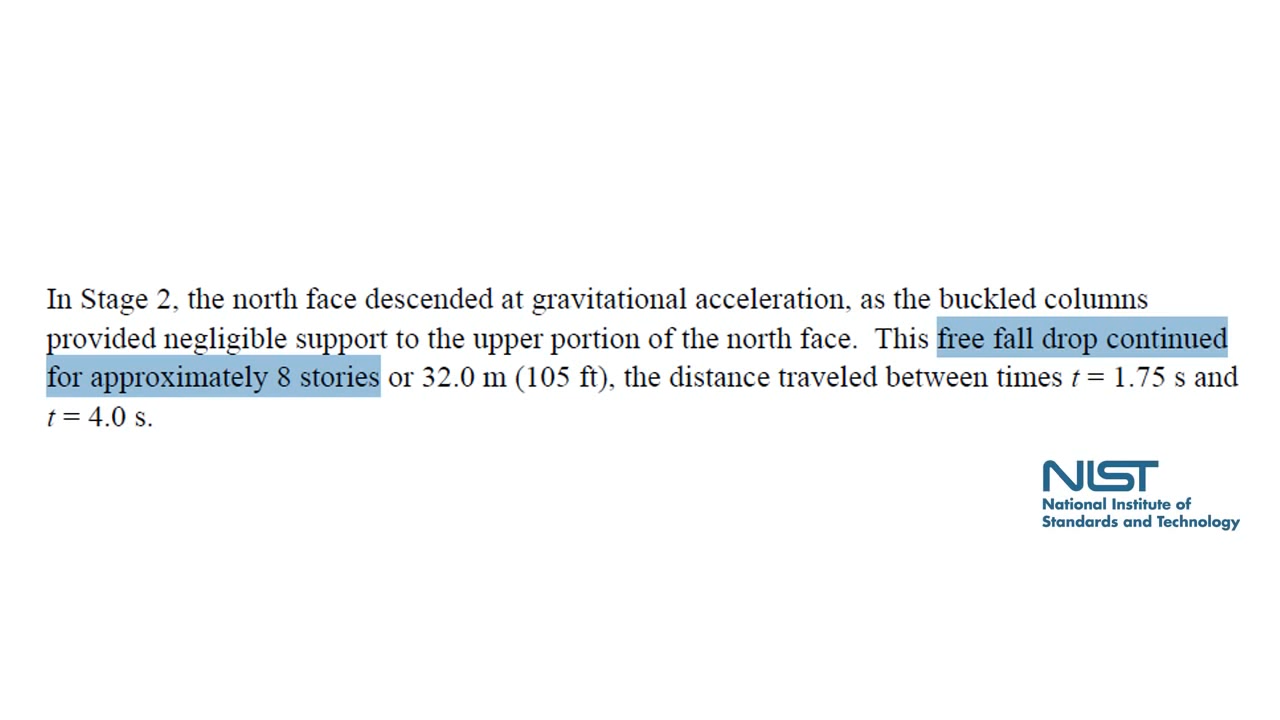 In Stage 2, the north face descended at gravitational acceleration, as the buckled columns
provided negligible support to the upper portion of the north face.  This free fall drop continued
for approximately 8 stories or 32.0 m (105 ft), the distance traveled between times t = 1.75 s and
t = 4.0 s.
NIST
National Institute of
Standards and Technology